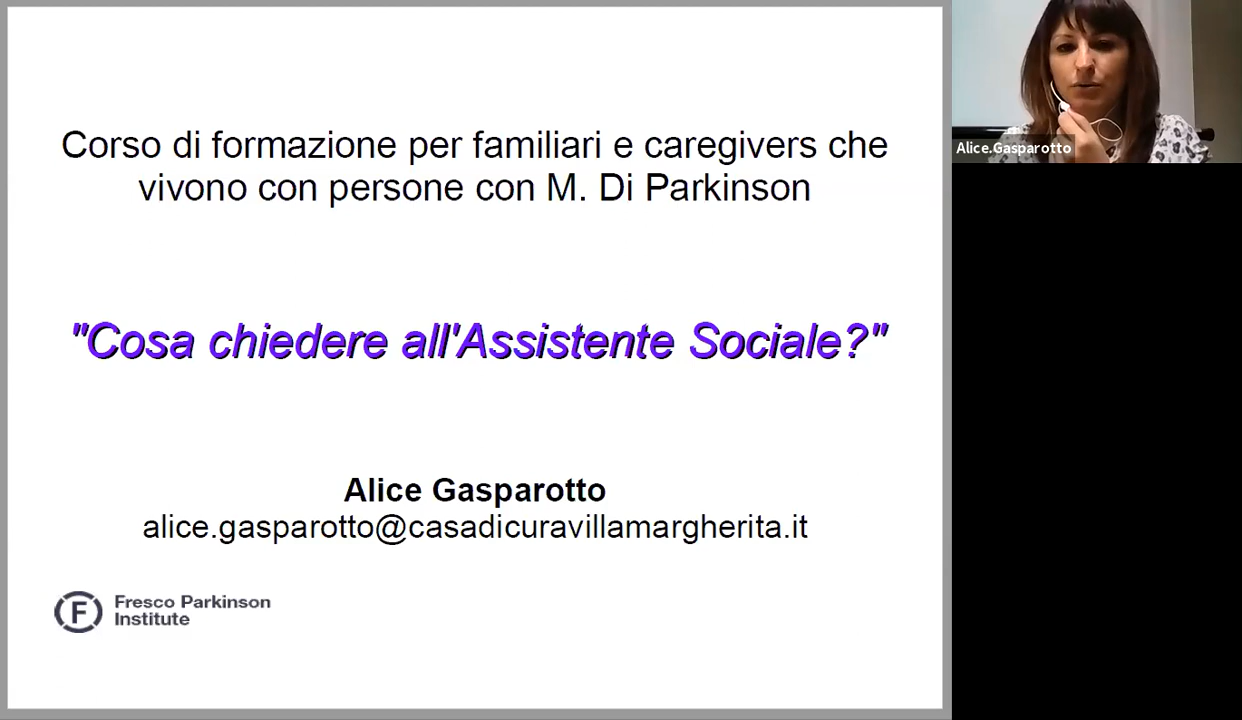 Corso di formazione per familiari e caregivers che
vivono con persone con M. Di Parkinson
"Cosa chiedere all'Assistente Sociale?"
Alice Gasparotto
alice.gasparotto@casadicuravillamargherita.it
F
Fresco Parkinson
Institute
Alice.Gasparotto